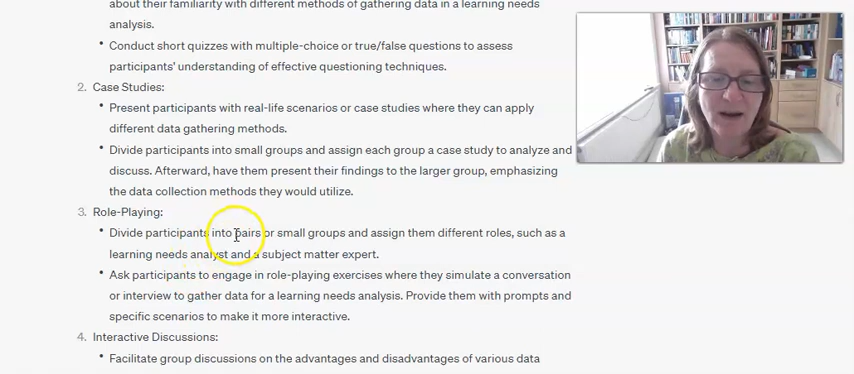 about their familiarity with different methods of gathering data in a learning needs
analysis.
• Conduct short quizzes with multiple-choice or true/false questions to assess
participants' understanding of effective questioning techniques.
2. Case Studies:
• Present participants with real-life scenarios or case studies where they can apply
different data gathering methods.
• Divide participants into small groups and assign each group a case study to analyze and
discuss. Afterward, have them present their findings to the larger group, emphasizing
the data collection methods they would utilize.
3. Role-Playing:
• Divide participants into pairs or small groups and assign them different roles, such as a
learning needs analyst and a subject matter expert.
• Ask participants to engage in role-playing exercises where they simulate a conversation
or interview to gather data for a learning needs analysis. Provide them with prompts and
specific scenarios to make it more interactive.
4. Interactive Discussions:
• Facilitate group discussions on the advantages and disadvantages of various data